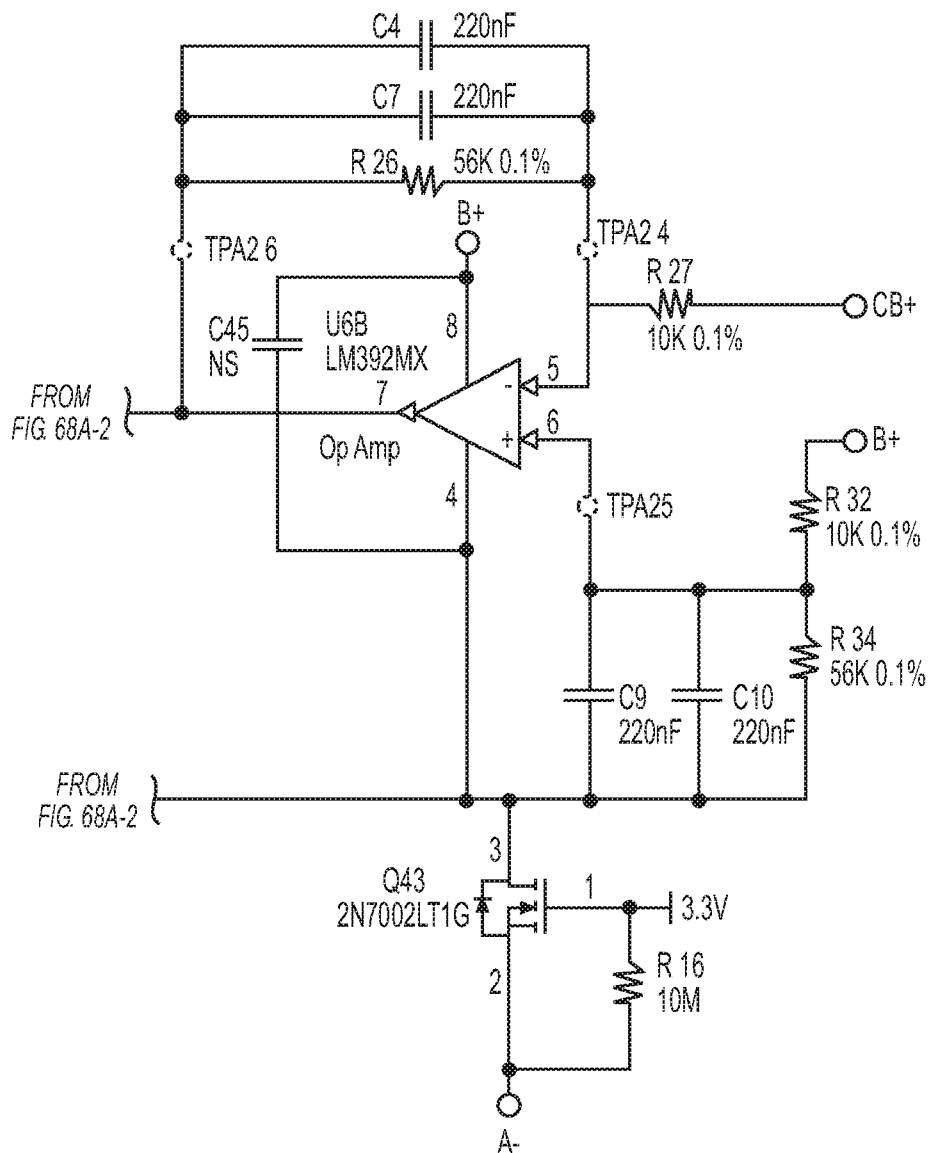 C4 220nF
C7 220nF
R 26 56K 0.1%
B+
TPA2 6
TPA2 4
R 27
10K 0.1%
CB+
C45
NS
U6B
LM392MX
8
7
5
-
6
+
Op Amp
4
FROM
FIG. 68A-2
B+
TPA25
R 32
10K 0.1%
R 34
56K 0.1%
C9
220nF
C10
220nF
FROM
FIG. 68A-2
3
Q43
2N7002LT1G
1
3.3V
2
R 16
10M
A-